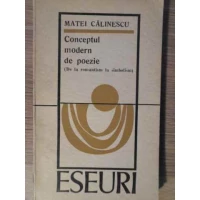 MATEI CĂLINESCU
Conceptul
modern
de poezie
(De la romantism la simbolism)
ESEURI